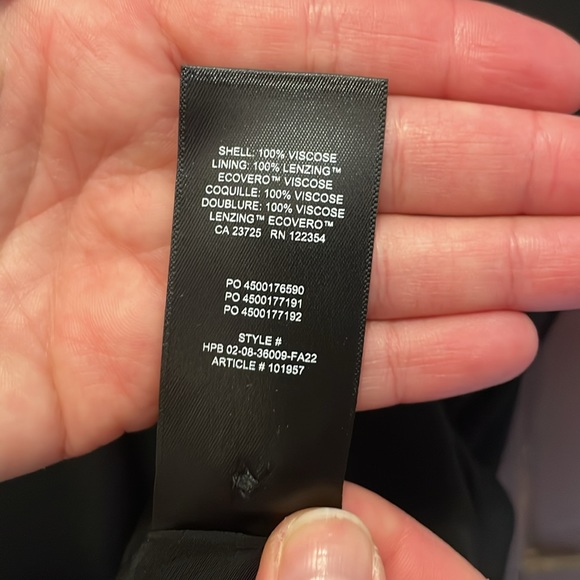 SHELL: 100% VISCOSE
LINING: 100% LENZING™
ECOVERO™ VISCOSE
COQUILLE: 100% VISCOSE
DOUBLURE: 100% VISCOSE
LENZING™ ECOVERO™
CA 23725 RN 122354
PO 4500176590
PO 4500177191
PO 4500177192
STYLE #
HPB 02-08-36009-FA22
ARTICLE # 101957